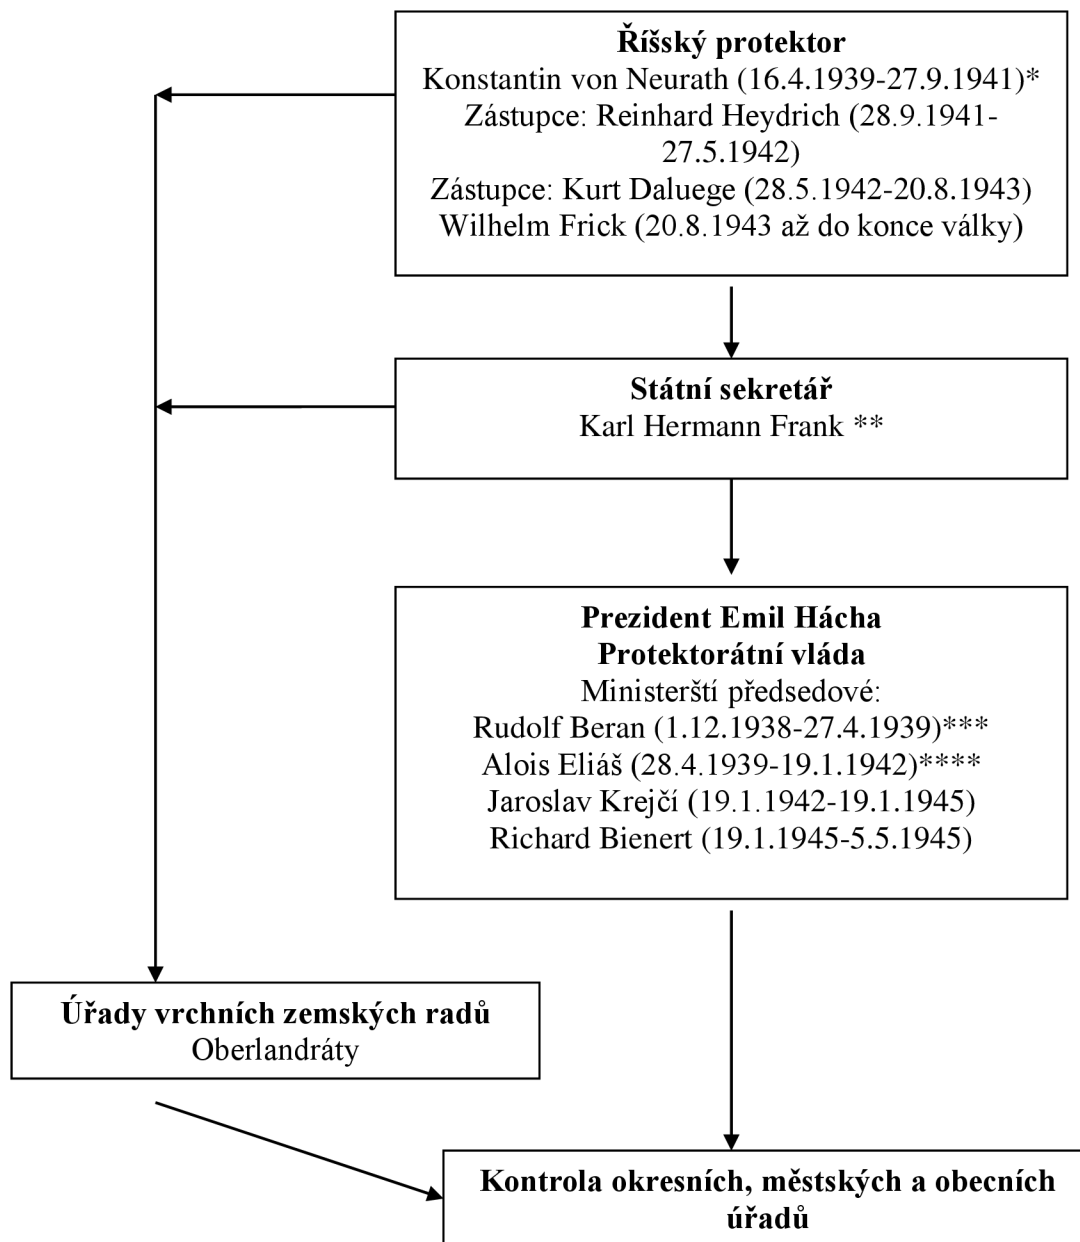 Říšský protektor
Konstantin von Neurath (16.4.1939-27.9.1941)*
Zástupce: Reinhard Heydrich (28.9.1941-
27.5.1942)
Zástupce: Kurt Daluege (28.5.1942-20.8.1943)
Wilhelm Frick (20.8.1943 až do konce války)
Státní sekretář
Karl Hermann Frank **
Prezident Emil Hácha
Protektorátní vláda
Ministerští předsedové:
Rudolf Beran (1.12.1938-27.4.1939)***
Alois Eliáš (28.4.1939-19.1.1942)****
Jaroslav Krejčí (19.1.1942-19.1.1945)
Richard Bienert (19.1.1945-5.5.1945)
Úřady vrchních zemských radů
Oberlandráty
Kontrola okresních, městských a obecních
úřadů